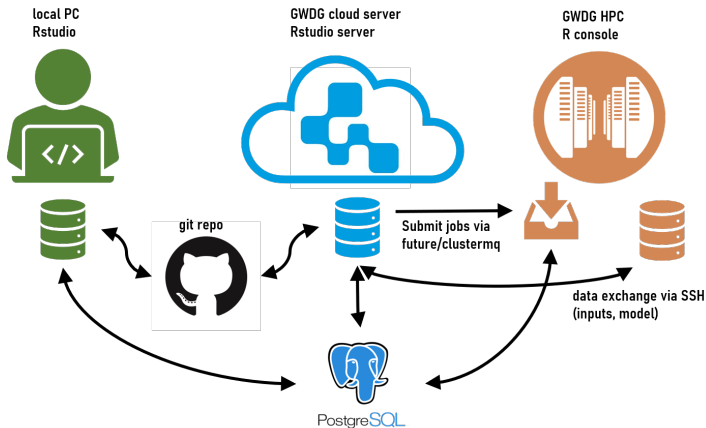 local PC
Rstudio
GWDG cloud server
Rstudio server
GWDG HPC
R console
</>
git repo
Submit jobs via
future/clustermq
data exchange via SSH
(inputs, model)
PostgreSQL